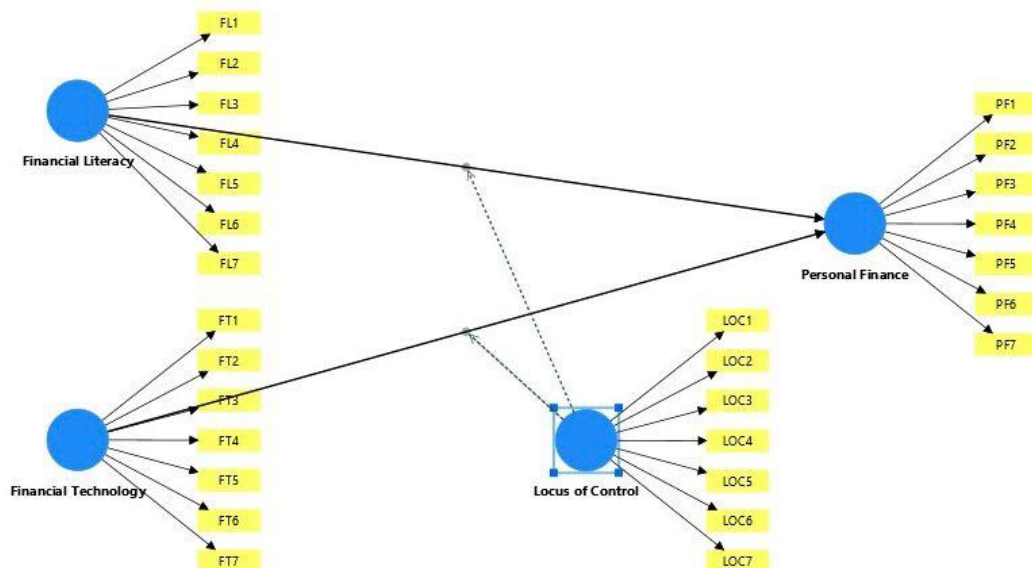 FL1
FL2
FL3
FL4
FL5
FL6
FL7
Financial Literacy
PF1
PF2
PF3
PF4
PF5
PF6
PF7
Personal Finance
FT1
FT2
FT3
FT4
FT5
FT6
FT7
Financial Technology
LOC1
LOC2
LOC3
LOC4
LOC5
LOC6
LOC7
Locus of Control